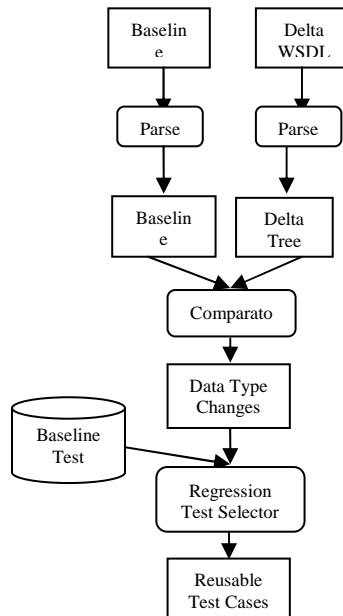 Baselin
e
Delta
WSDL
Parse
Parse
Baselin
e
Delta
Tree
Comparato
Data Type
Changes
Baseline
Test
Regression
Test Selector
Reusable
Test Cases